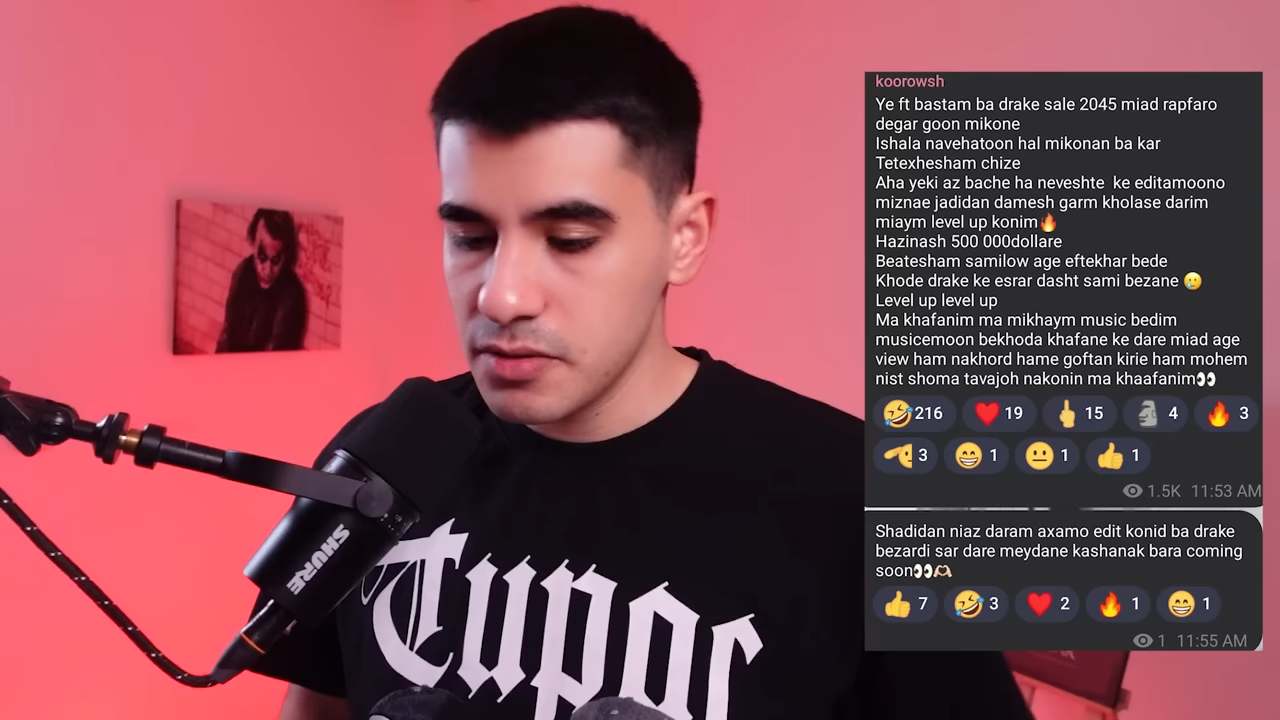 koorowsh
Ye ft bastam ba drake sale 2045 miad rapfaro
degar goon mikone
Ishala navehatoon hal mikonan ba kar
Tetexhesham chize
Aha yeki az bache ha neveshte ke editamoono
miznae jadidan damesh garm kholase darim
miaym level up konim🔥
Hazinash 500 000dollare
Beatesham samilow age eftekhar bede
Khode drake ke esrar dasht sami bezane 🥲
Level up level up
Ma khafanim ma mikhaym music bedim
musicemoon bekhoda khafane ke dare miad age
view ham nakhord hame goftan kirie ham mohem
nist shoma tavajoh nakonin ma khaafanim👀
🤣 216 ❤️ 19 🖕 15 🗿 4 🔥 3
🫡 3 😁 1 😐 1 👍 1
1.5K 11:53 AM
Shadidan niaz daram axamo edit konid ba drake
bezardi sar dare meydane kashanak bara coming
soon👀🫶
👍 7 🤣 3 ❤️ 2 🔥 1 😁 1
1 11:55 AM
SHURE
Tupac